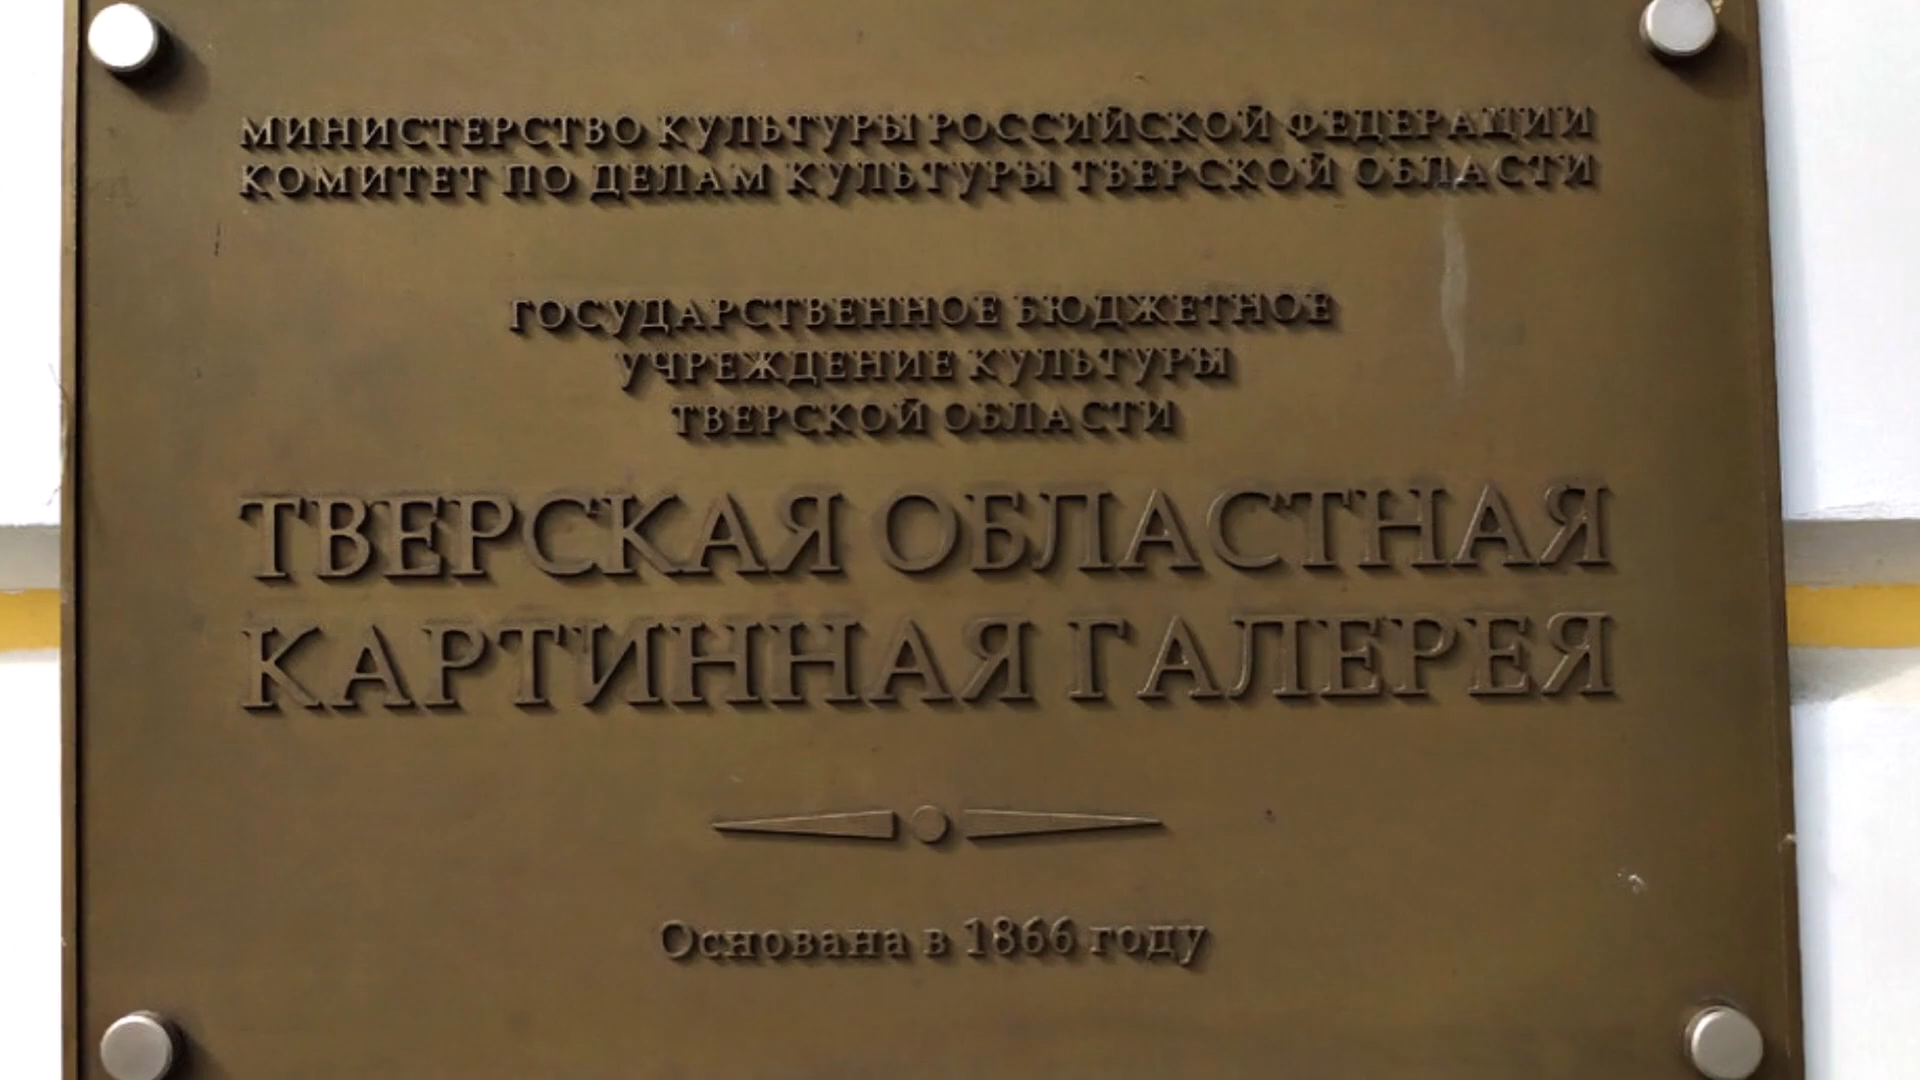 МИНИСТЕРСТВО КУЛЬТУРЫ РОССИЙСКОЙ ФЕДЕРАЦИИ
КОМИТЕТ ПО ДЕЛАМ КУЛЬТУРЫ ТВЕРСКОЙ ОБЛАСТИ
ГОСУДАРСТВЕННОЕ БЮДЖЕТНОЕ
УЧРЕЖДЕНИЕ КУЛЬТУРЫ
ТВЕРСКОЙ ОБЛАСТИ
ТВЕРСКАЯ ОБЛАСТНАЯ
КАРТИННАЯ ГАЛЕРЕЯ
Основана в 1866 году